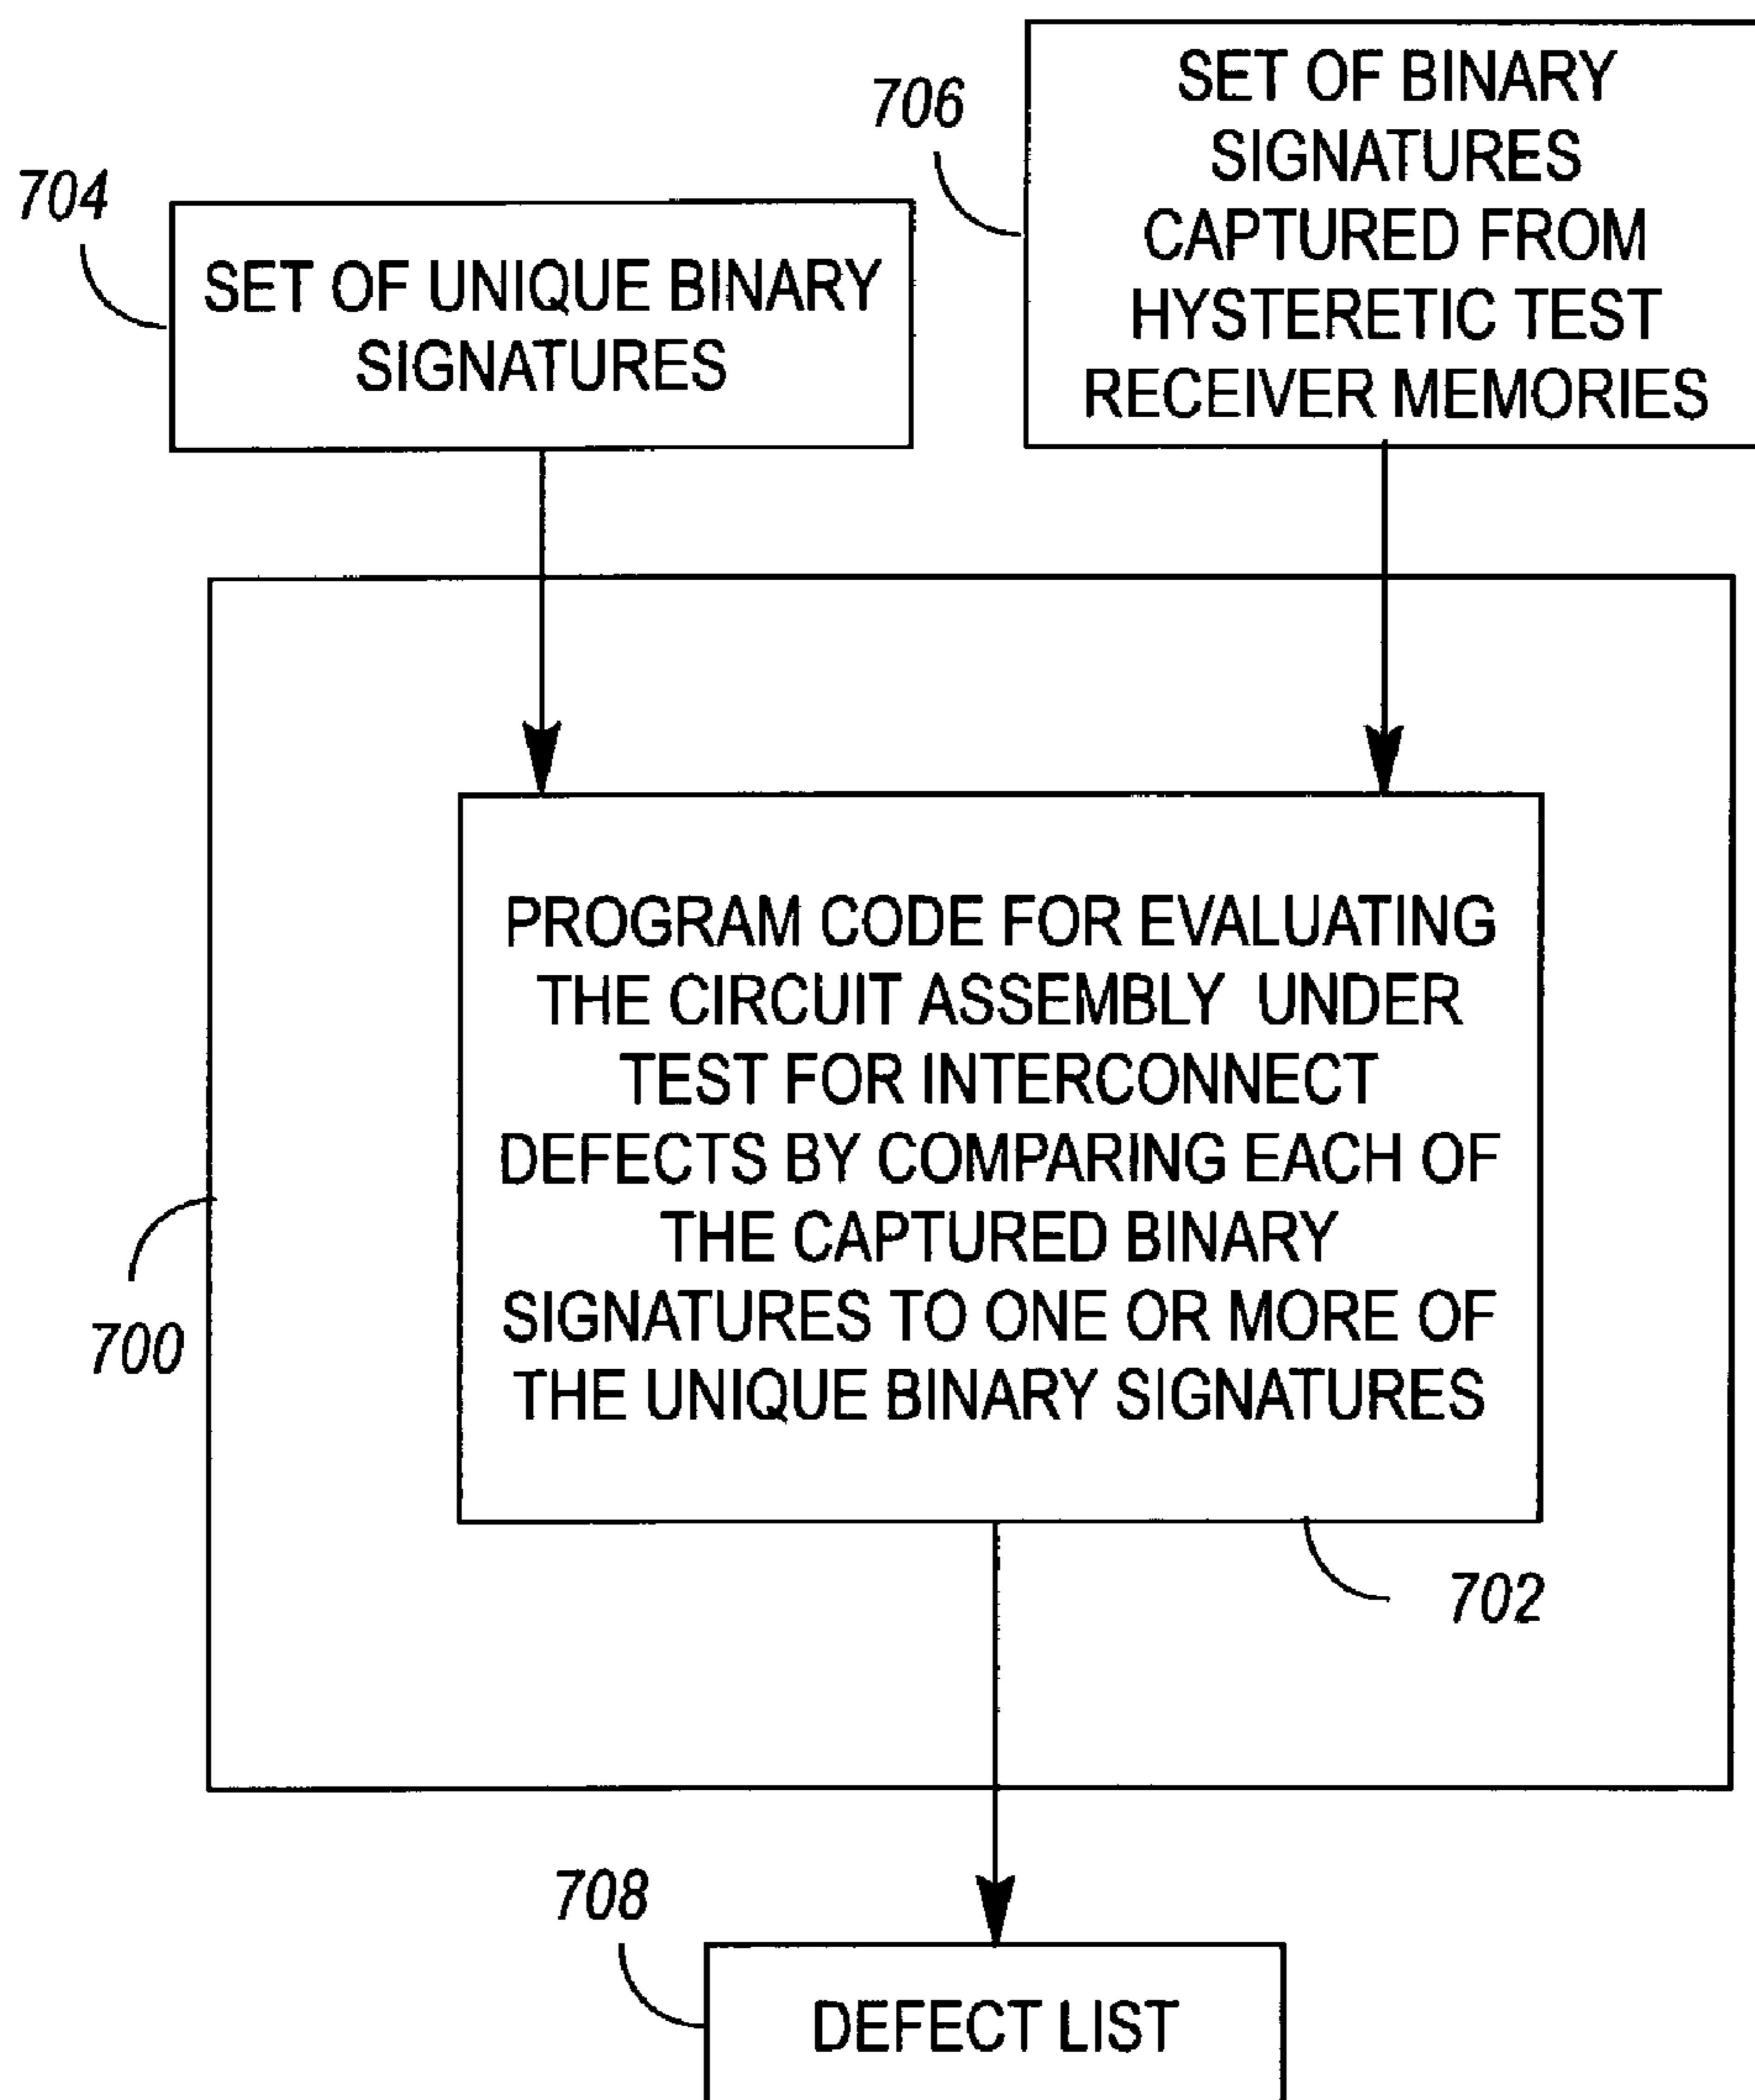 706
SET OF BINARY
SIGNATURES
CAPTURED FROM
HYSTERETIC TEST
RECEIVER MEMORIES
704
SET OF UNIQUE BINARY
SIGNATURES
PROGRAM CODE FOR EVALUATING
THE CIRCUIT ASSEMBLY UNDER
TEST FOR INTERCONNECT
DEFECTS BY COMPARING EACH OF
THE CAPTURED BINARY
SIGNATURES TO ONE OR MORE OF
THE UNIQUE BINARY SIGNATURES
700
702
708
DEFECT LIST